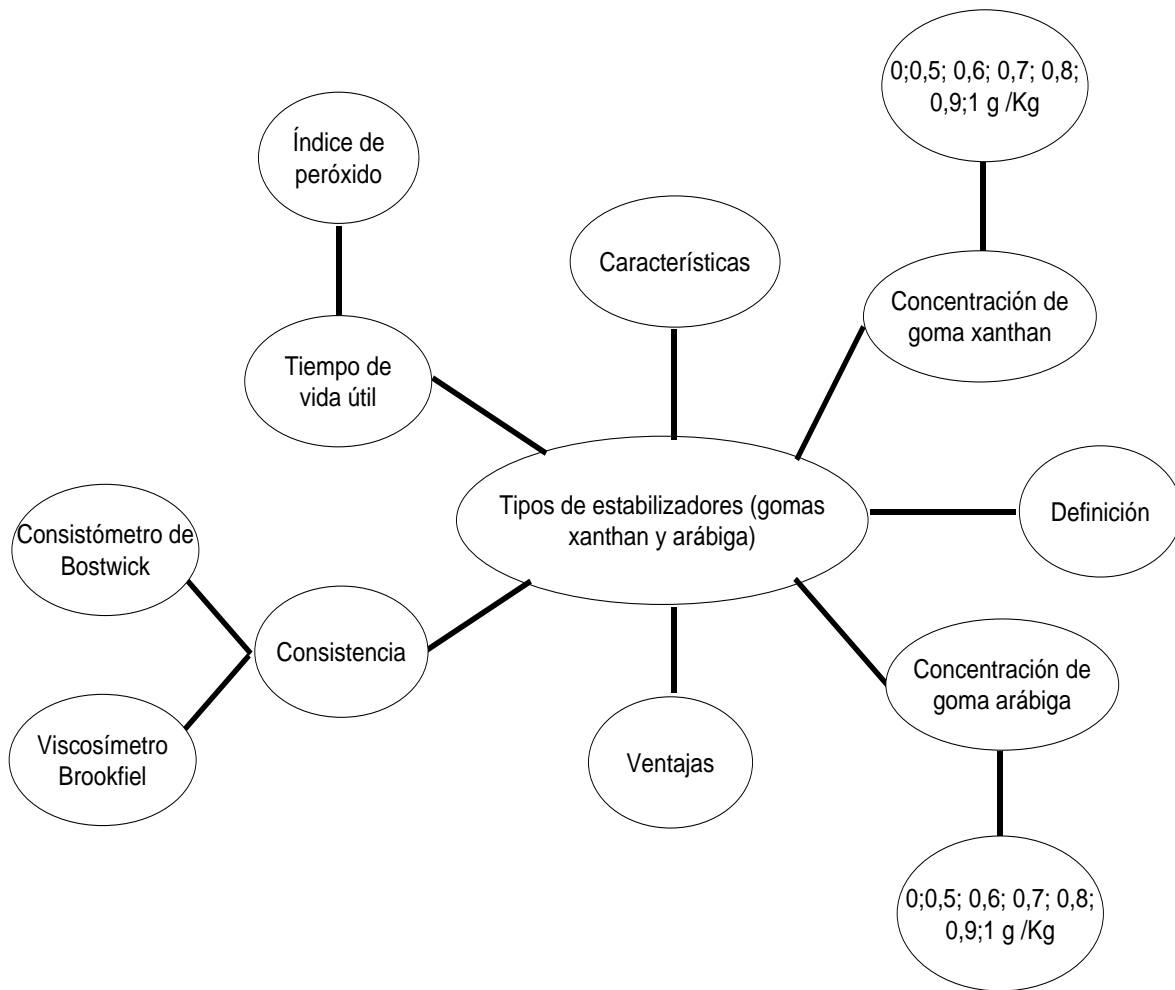 0;0,5; 0,6; 0,7; 0,8;
0,9;1 g /Kg
Índice de
peróxido
Características
Concentración de
goma xanthan
Tiempo de
vida útil
Tipos de estabilizadores (gomas
xanthan y arábiga)
Definición
Consistómetro de
Bostwick
Consistencia
Concentración de
goma arábiga
Viscosímetro
Brookfiel
Ventajas
0;0,5; 0,6; 0,7; 0,8;
0,9;1 g /Kg